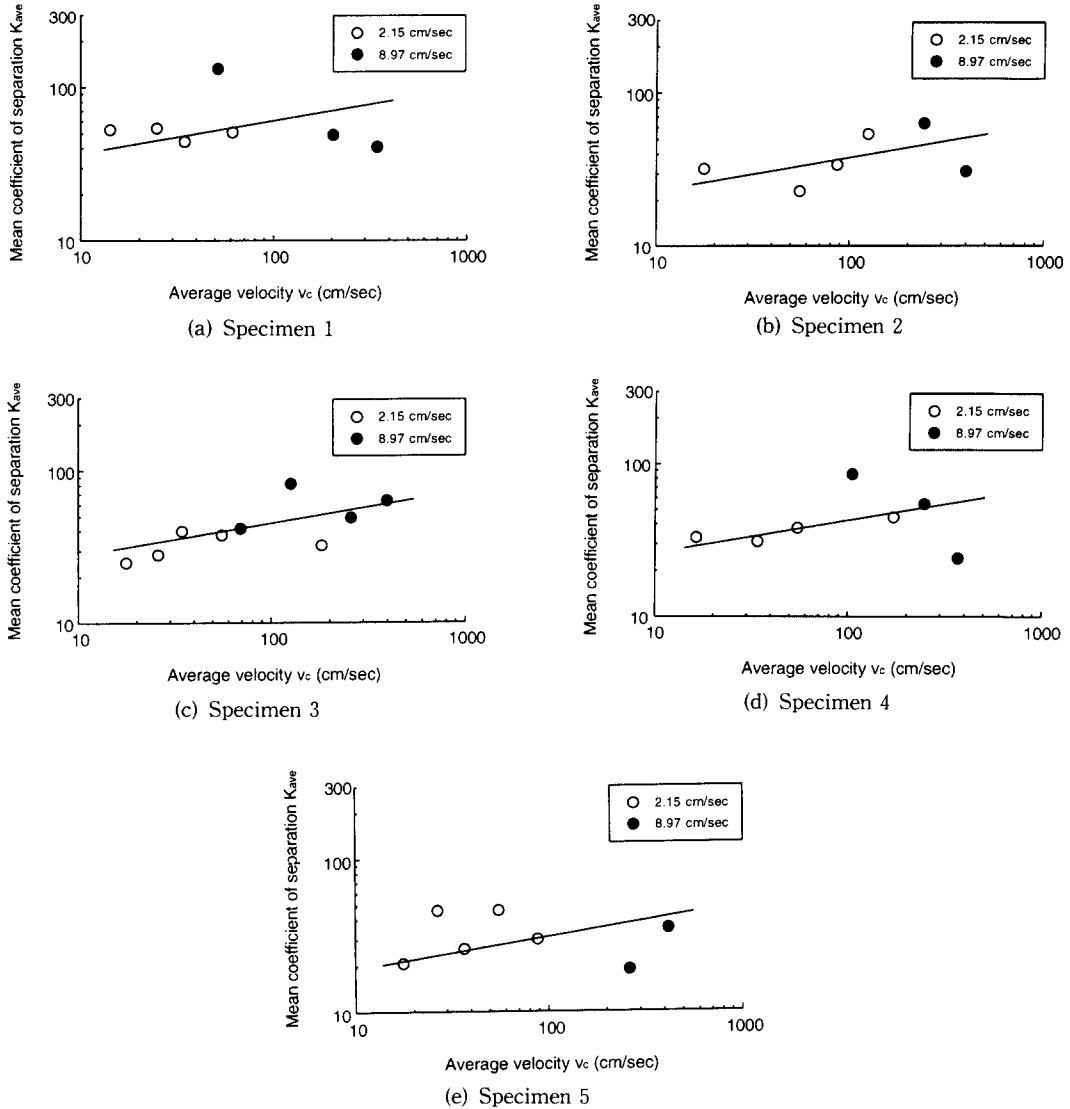 Mean coefficient of separation Kave
300
100
10
10
100
1000
2.15 cm/sec
8.97 cm/sec
Average velocity vc (cm/sec)
(a) Specimen 1
Mean coefficient of separation Kave
300
100
10
10
100
1000
2.15 cm/sec
8.97 cm/sec
Average velocity vc (cm/sec)
(b) Specimen 2
Mean coefficient of separation Kave
300
100
10
10
100
1000
2.15 cm/sec
8.97 cm/sec
Average velocity vc (cm/sec)
(c) Specimen 3
Mean coefficient of separation Kave
300
100
10
10
100
1000
2.15 cm/sec
8.97 cm/sec
Average velocity vc (cm/sec)
(d) Specimen 4
Mean coefficient of separation Kave
300
100
10
10
100
1000
2.15 cm/sec
8.97 cm/sec
Average velocity vc (cm/sec)
(e) Specimen 5